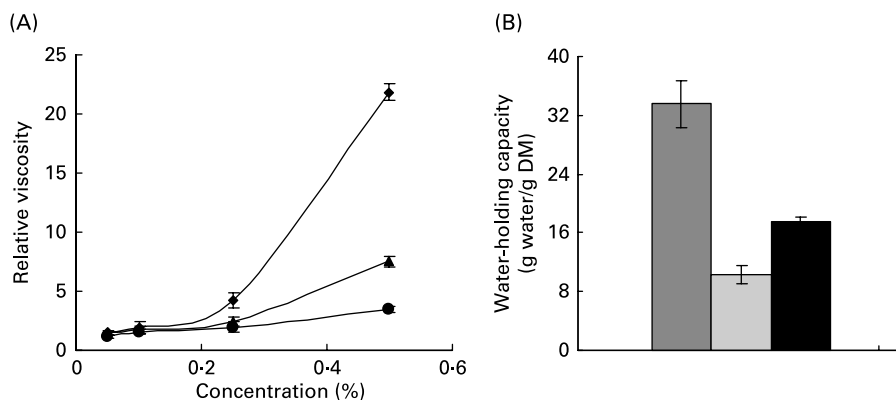 (A)
25
20
15
10
5
0
Relative viscosity
0
0·2
0·4
0·6
Concentration (%)
(B)
40
32
24
16
8
0
Water-holding capacity
(g water/g DM)